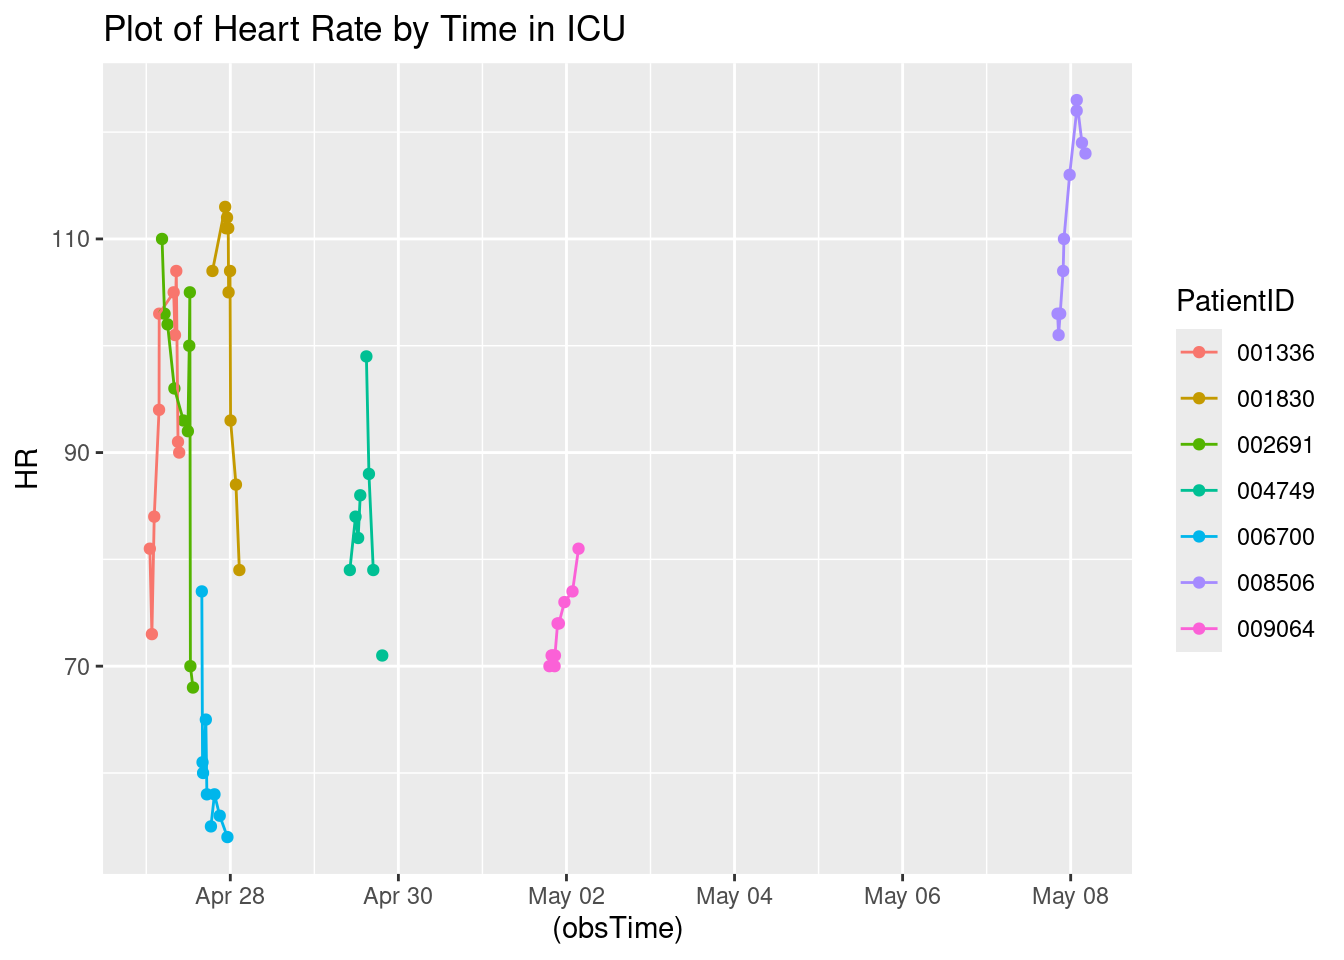 Plot of Heart Rate by Time in ICU
HR
110
90
70
Apr 28
Apr 30
May 02
May 04
May 06
May 08
(obsTime)
PatientID
001336
001830
002691
004749
006700
008506
009064